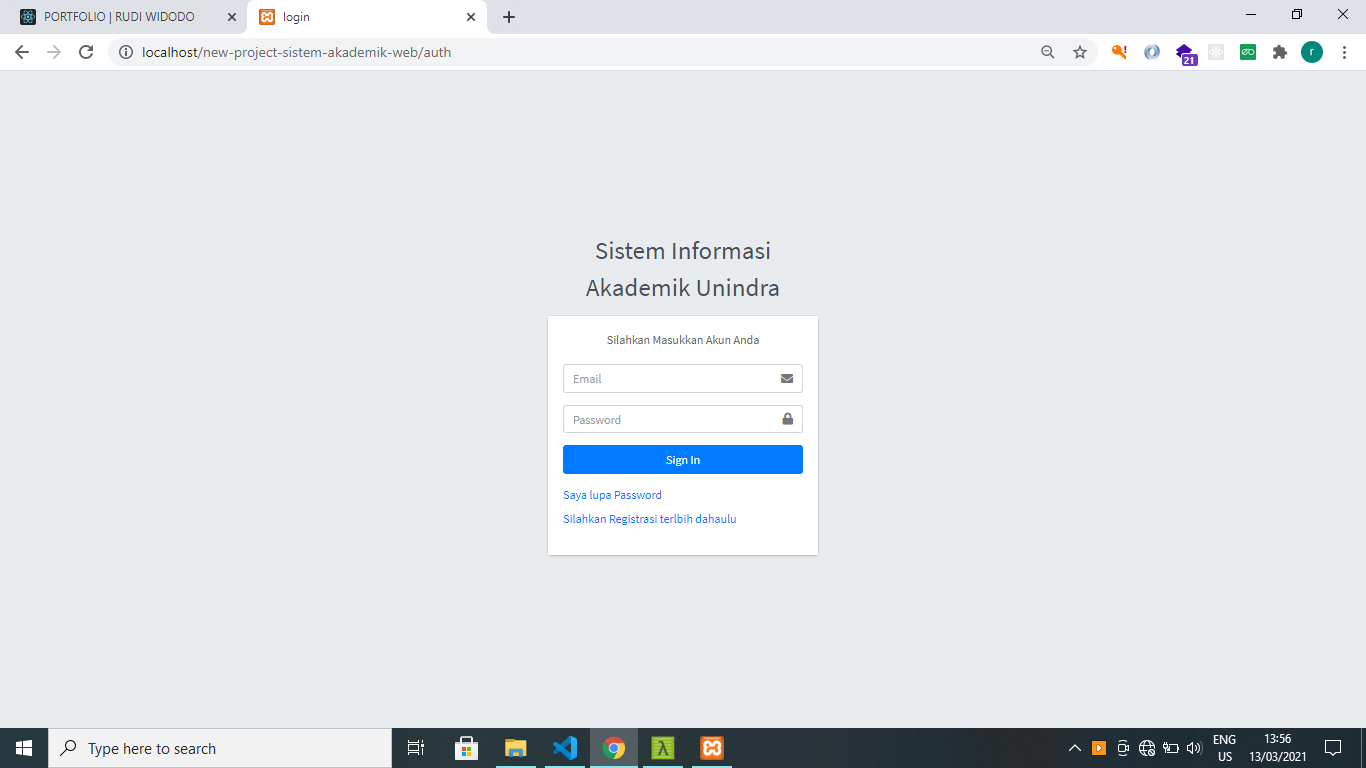 PORTFOLIO | RUDI WIDODO
login
localhost/new-project-sistem-akademik-web/auth
r
21
Sistem Informasi
Akademik Unindra
Silahkan Masukkan Akun Anda
Email
Password
Sign In
Saya lupa Password
Silahkan Registrasi terlbih dahaulu
Type here to search
ENG
US
13:56
13/03/2021